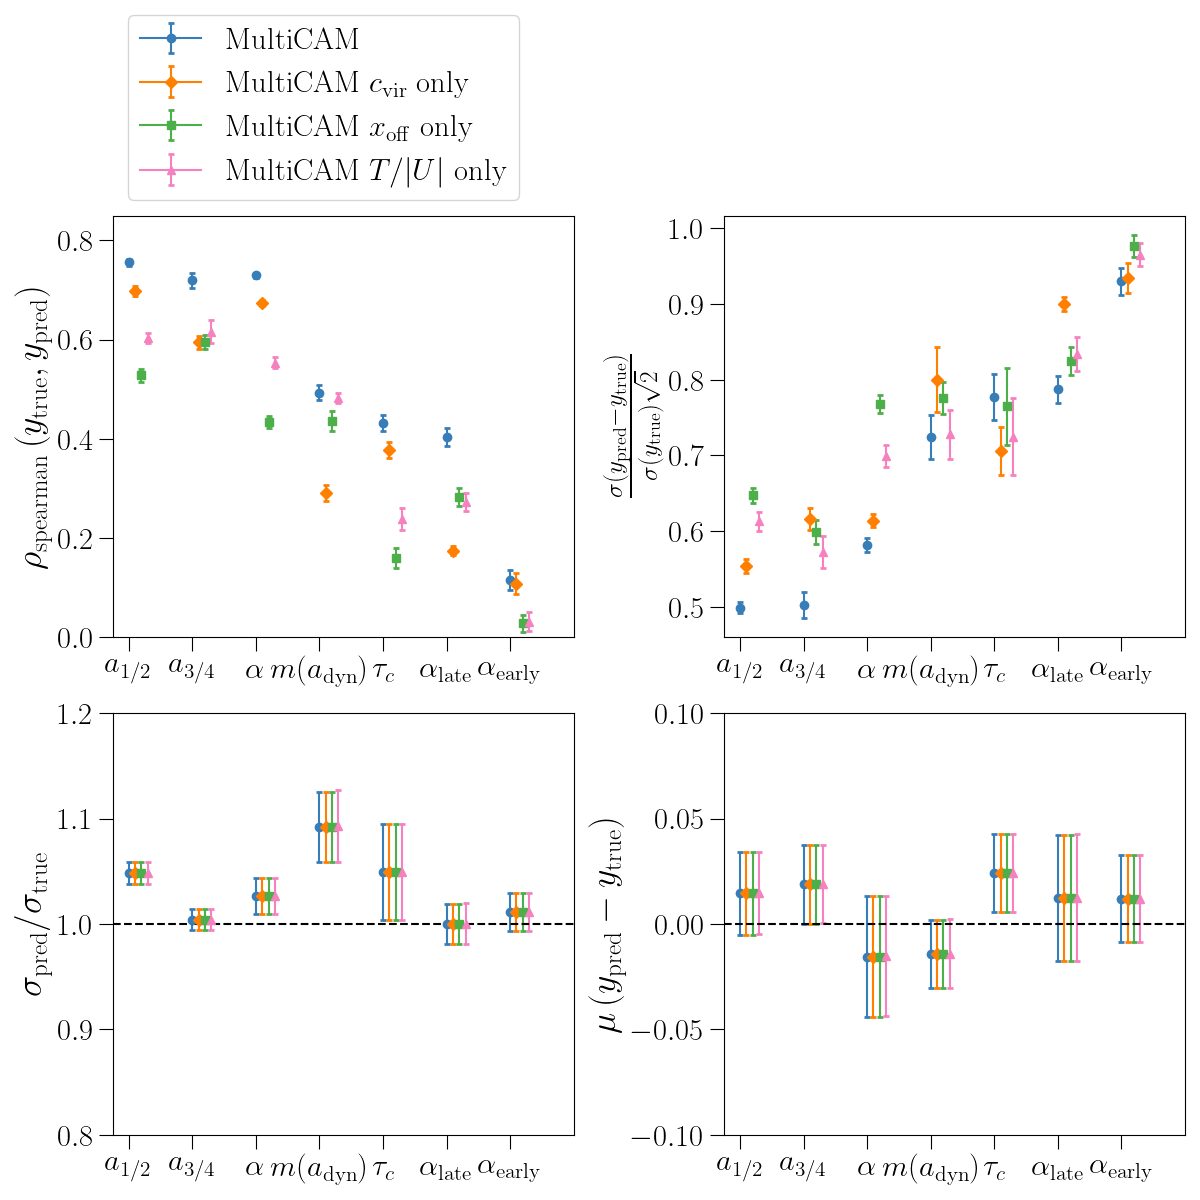 MultiCAM
MultiCAM c_vir only
MultiCAM x_off only
MultiCAM T/|U| only
0.8
0.6
0.4
0.2
0.0
ρ_spearman (y_true, y_pred)
a_1/2 a_3/4 α m(a_dyn) τ_c α_late α_early
1.0
0.9
0.8
0.7
0.6
0.5
σ(y_pred−y_true)
σ(y_true)√2
a_1/2 a_3/4 α m(a_dyn) τ_c α_late α_early
1.2
1.1
1.0
0.9
0.8
σ_pred/σ_true
a_1/2 a_3/4 α m(a_dyn) τ_c α_late α_early
0.10
0.05
0.00
−0.05
−0.10
μ (y_pred − y_true)
a_1/2 a_3/4 α m(a_dyn) τ_c α_late α_early